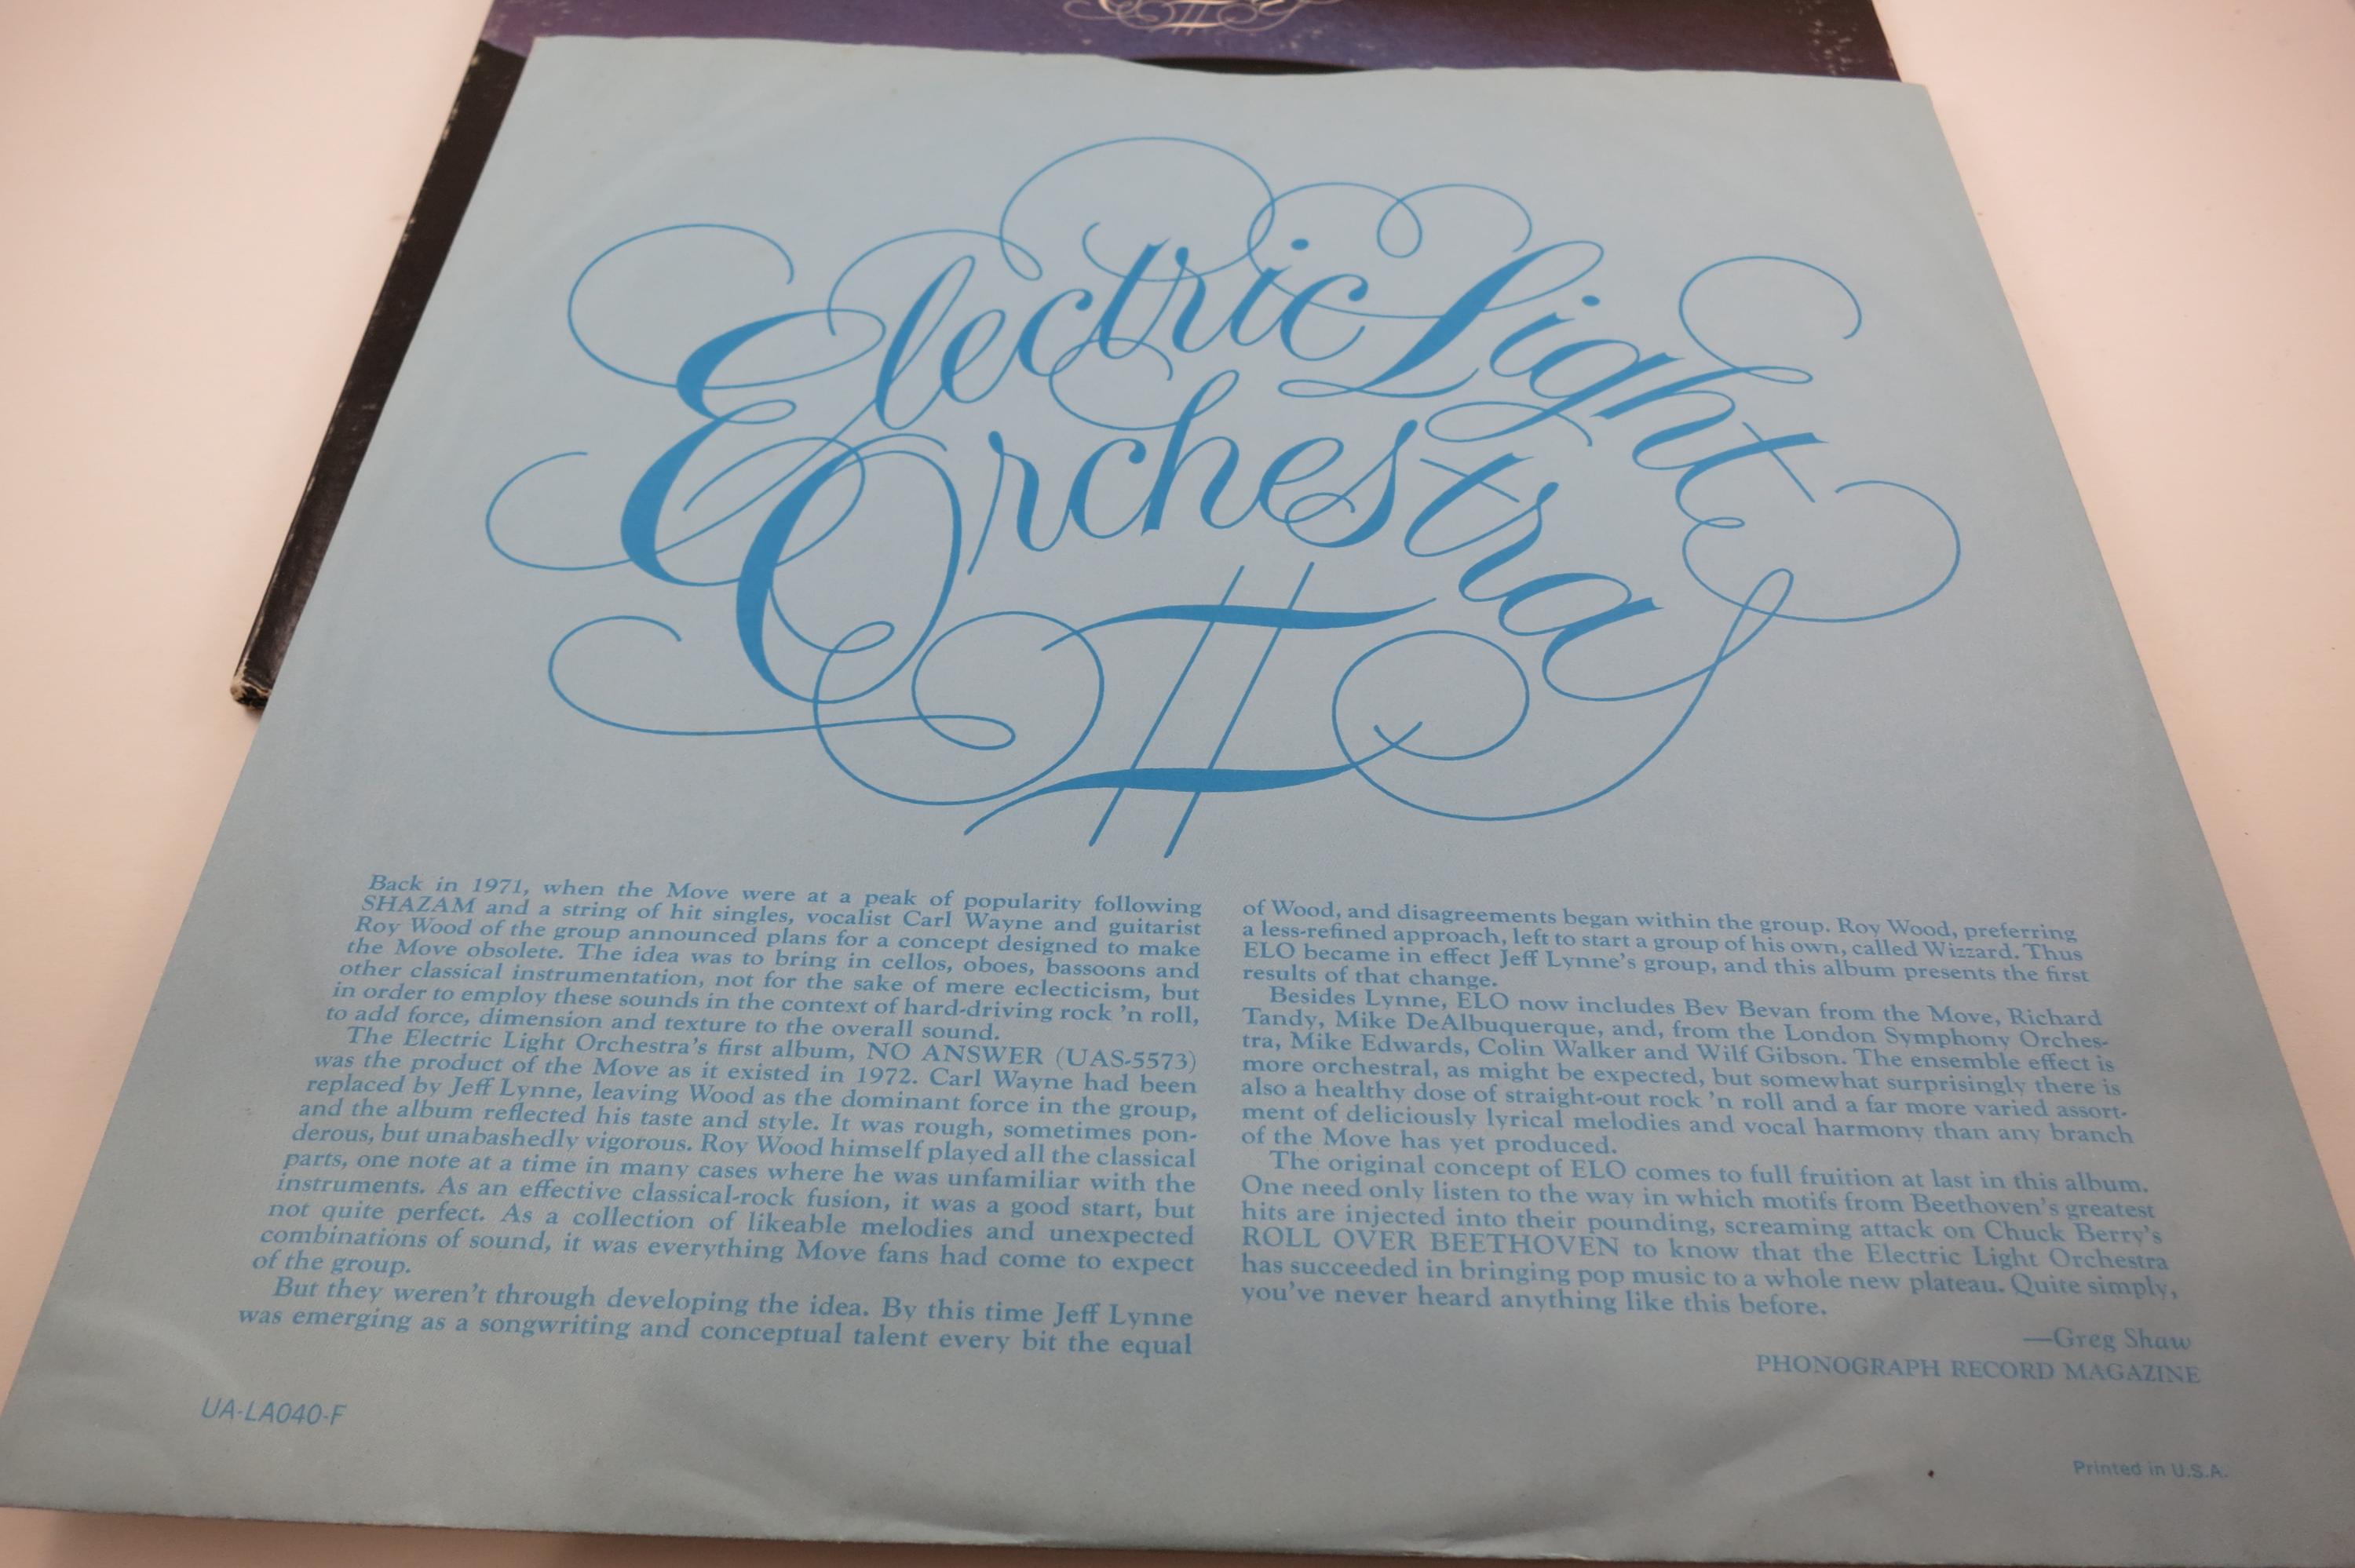 Electric Light
Orchestra
II
Back in 1971, when the Move were at a peak of popularity following
SHAZAM and a string of hit singles, vocalist Carl Wayne and guitarist
Roy Wood of the group announced plans for a concept designed to make
the Move obsolete. The idea was to bring in cellos, oboes, bassoons and
other classical instrumentation, not for the sake of mere eclecticism, but
in order to employ these sounds in the context of hard-driving rock 'n roll,
to add force, dimension and texture to the overall sound.
The Electric Light Orchestra's first album, NO ANSWER (UAS-5573)
was the product of the Move as it existed in 1972. Carl Wayne had been
replaced by Jeff Lynne, leaving Wood as the dominant force in the group,
and the album reflected his taste and style. It was rough, sometimes pon-
derous, but unabashedly vigorous. Roy Wood himself played all the classical
parts, one note at a time in many cases where he was unfamiliar with the
instruments. As an effective classical-rock fusion, it was a good start, but
not quite perfect. As a collection of likeable melodies and unexpected
combinations of sound, it was everything Move fans had come to expect
of the group.
But they weren't through developing the idea. By this time Jeff Lynne
was emerging as a songwriting and conceptual talent every bit the equal
of Wood, and disagreements began within the group. Roy Wood, preferring
a less-refined approach, left to start a group of his own, called Wizzard. Thus
ELO became in effect Jeff Lynne's group, and this album presents the first
results of that change.
Besides Lynne, ELO now includes Bev Bevan from the Move, Richard
Tandy, Mike DeAlbuquerque, and, from the London Symphony Orches-
tra, Mike Edwards, Colin Walker and Wilf Gibson. The ensemble effect is
more orchestral, as might be expected, but somewhat surprisingly there is
also a healthy dose of straight-out rock 'n roll and a far more varied assort-
ment of deliciously lyrical melodies and vocal harmony than any branch
of the Move has yet produced.
The original concept of ELO comes to full fruition at last in this album.
One need only listen to the way in which motifs from Beethoven's greatest
hits are injected into their pounding, screaming attack on Chuck Berry's
ROLL OVER BEETHOVEN to know that the Electric Light Orchestra
has succeeded in bringing pop music to a whole new plateau. Quite simply,
you've never heard anything like this before.
—Greg Shaw
PHONOGRAPH RECORD MAGAZINE
UA-LA040-F
Printed in U.S.A.